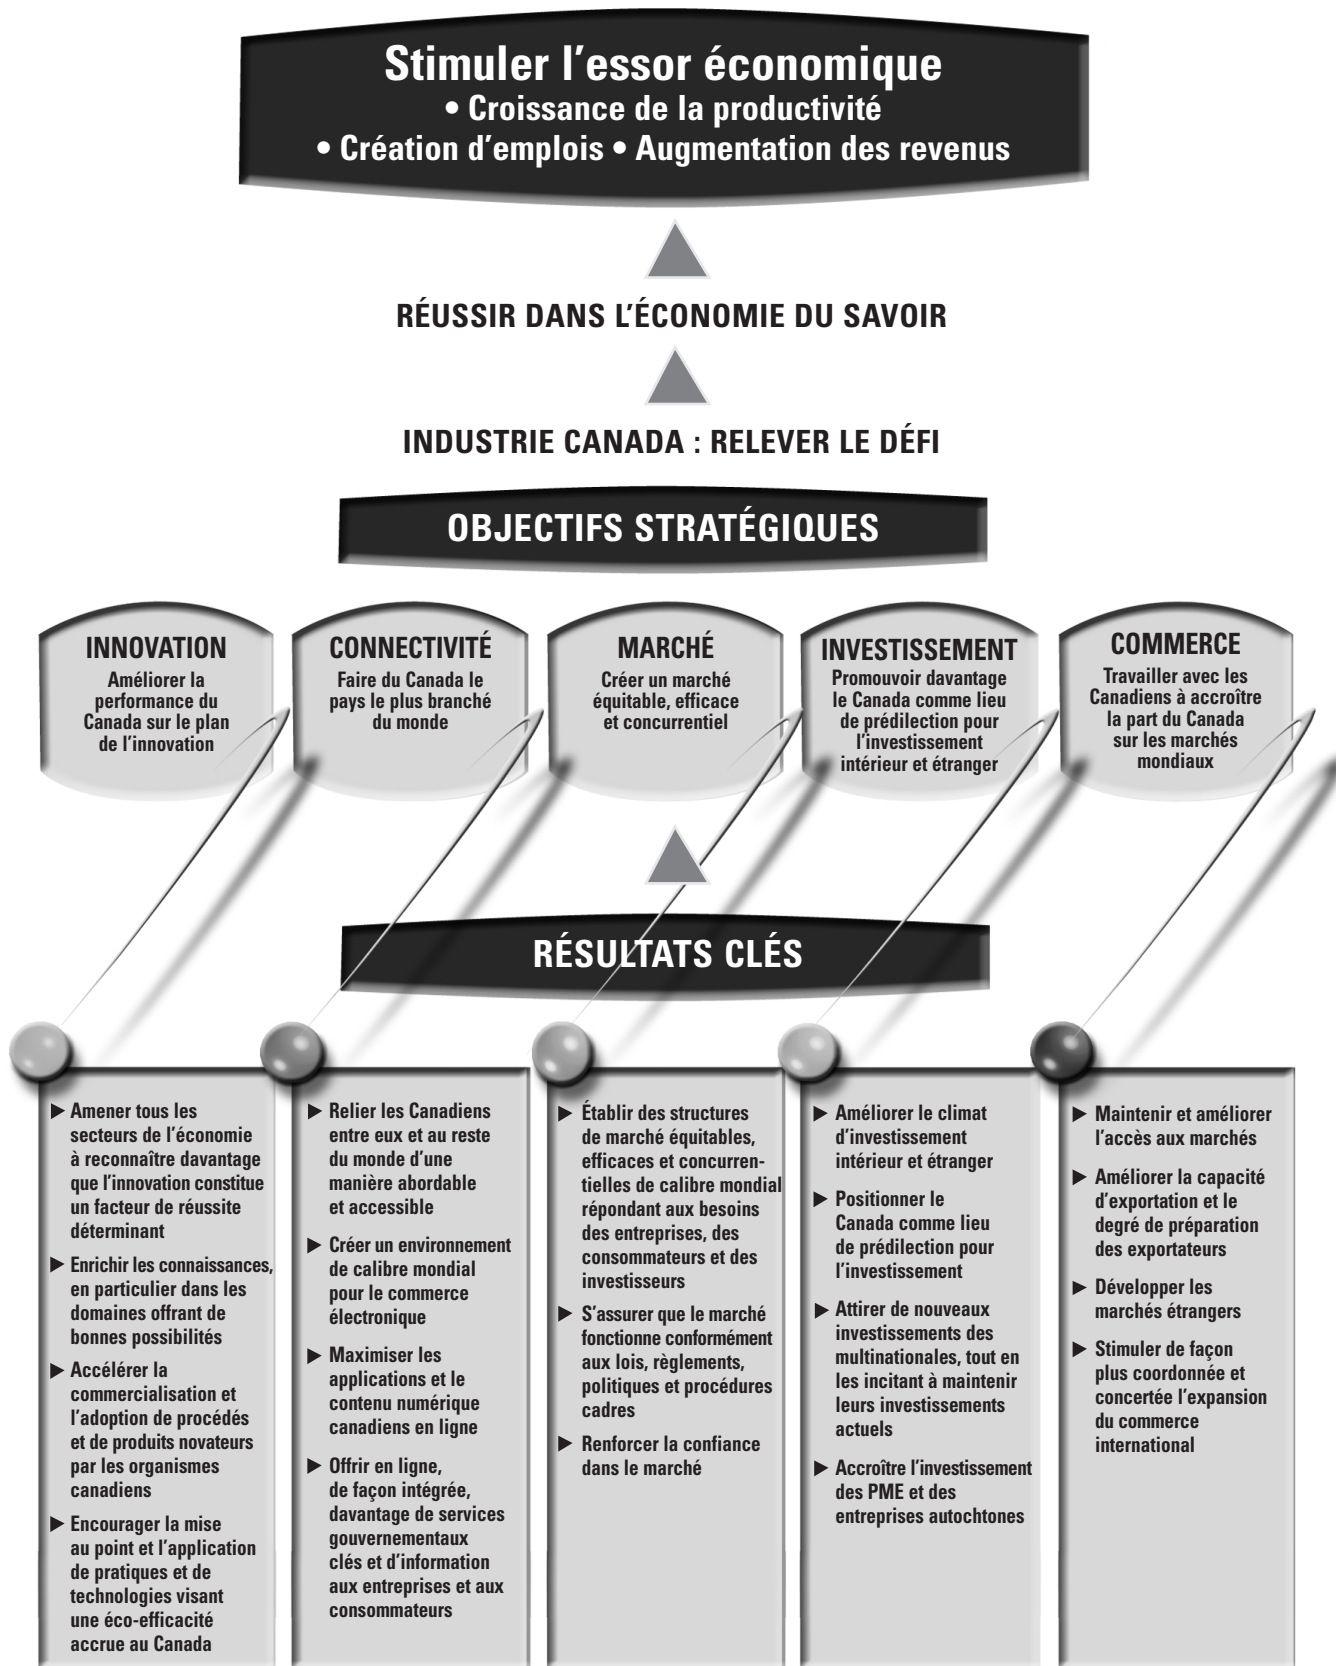 Stimuler l'essor économique
• Croissance de la productivité
• Création d'emplois • Augmentation des revenus
RÉUSSIR DANS L'ÉCONOMIE DU SAVOIR
INDUSTRIE CANADA : RELEVER LE DÉFI
OBJECTIFS STRATÉGIQUES
INNOVATION
Améliorer la
performance du
Canada sur le plan
de l'innovation
CONNECTIVITÉ
Faire du Canada le
pays le plus branché
du monde
MARCHÉ
Créer un marché
équitable, efficace
et concurrentiel
INVESTISSEMENT
Promouvoir davantage
le Canada comme lieu
de prédilection pour
l'investissement
intérieur et étranger
COMMERCE
Travailler avec les
Canadiens à accroître
la part du Canada
sur les marchés
mondiaux
RÉSULTATS CLÉS
▶ Amener tous les
secteurs de l'économie
à reconnaître davantage
que l'innovation constitue
un facteur de réussite
déterminant
▶ Enrichir les connaissances,
en particulier dans les
domaines offrant de
bonnes possibilités
▶ Accélérer la
commercialisation et
l'adoption de procédés
et de produits novateurs
par les organismes
canadiens
▶ Encourager la mise
au point et l'application
de pratiques et de
technologies visant
une éco-efficacité
accrue au Canada
▶ Relier les Canadiens
entre eux et au reste
du monde d'une
manière abordable
et accessible
▶ Créer un environnement
de calibre mondial
pour le commerce
électronique
▶ Maximiser les
applications et le
contenu numérique
canadiens en ligne
▶ Offrir en ligne,
de façon intégrée,
davantage de services
gouvernementaux
clés et d'information
aux entreprises et aux
consommateurs
▶ Établir des structures
de marché équitables,
efficaces et concurren-
tielles de calibre mondial
répondant aux besoins
des entreprises, des
consommateurs et des
investisseurs
▶ S'assurer que le marché
fonctionne conformément
aux lois, règlements,
politiques et procédures
cadres
▶ Renforcer la confiance
dans le marché
▶ Améliorer le climat
d'investissement
intérieur et étranger
▶ Positionner le
Canada comme lieu
de prédilection pour
l'investissement
▶ Attirer de nouveaux
investissements des
multinationales, tout en
les incitant à maintenir
leurs investissements
actuels
▶ Accroître l'investissement
des PME et des
entreprises autochtones
▶ Maintenir et améliorer
l'accès aux marchés
▶ Améliorer la capacité
d'exportation et le
degré de préparation
des exportateurs
▶ Développer les
marchés étrangers
▶ Stimuler de façon
plus coordonnée et
concertée l'expansion
du commerce
international